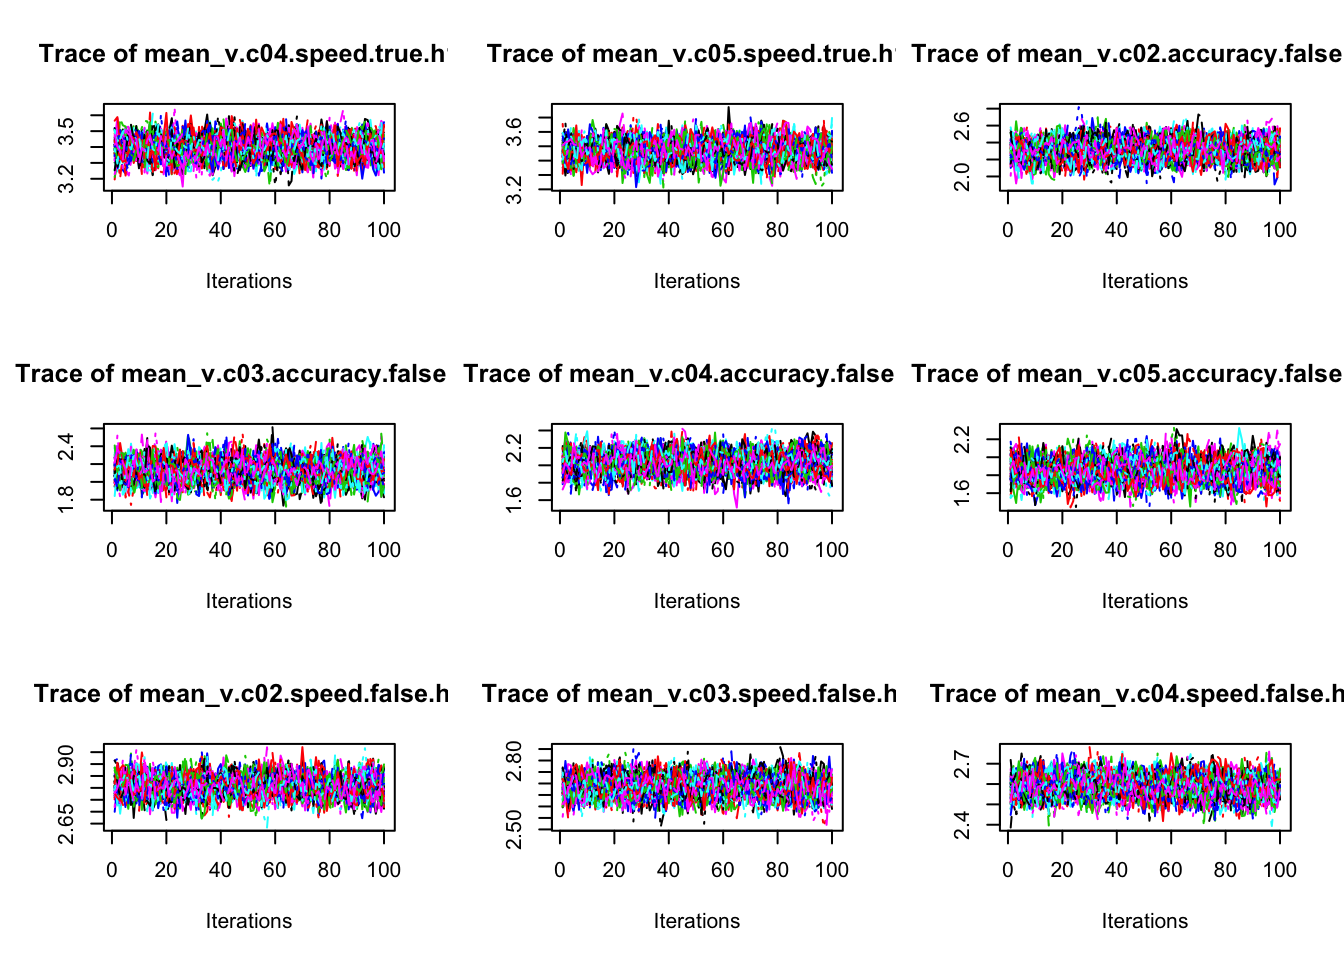 Trace of mean_v.c04.speed.true.h
Trace of mean_v.c05.speed.true.h
Trace of mean_v.c02.accuracy.false
3.2 3.5
3.2 3.6
2.0 2.6
0 20 40 60 80 100
0 20 40 60 80 100
0 20 40 60 80 100
Iterations
Iterations
Iterations
Trace of mean_v.c03.accuracy.false
Trace of mean_v.c04.accuracy.false
Trace of mean_v.c05.accuracy.false
1.8 2.4
1.6 2.2
1.6 2.2
0 20 40 60 80 100
0 20 40 60 80 100
0 20 40 60 80 100
Iterations
Iterations
Iterations
Trace of mean_v.c02.speed.false.h
Trace of mean_v.c03.speed.false.h
Trace of mean_v.c04.speed.false.h
2.65 2.90
2.50 2.80
2.4 2.7
0 20 40 60 80 100
0 20 40 60 80 100
0 20 40 60 80 100
Iterations
Iterations
Iterations